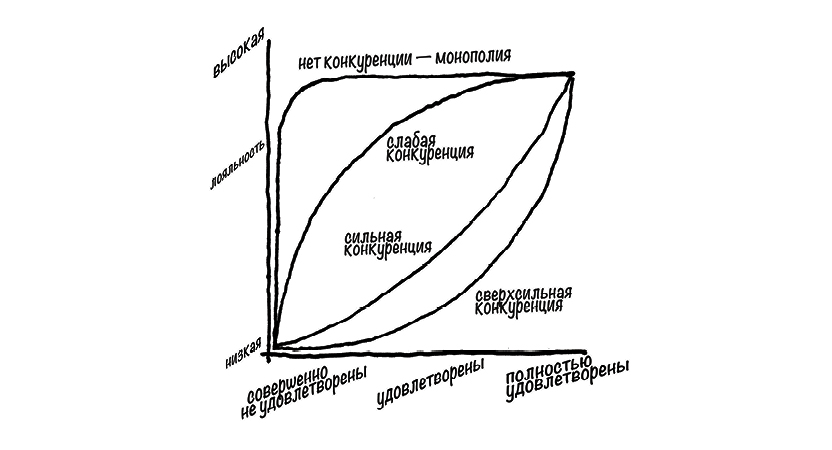 высокая
нет конкуренции — монополия
лояльность
слабая
конкуренция
сильная
конкуренция
сверхсильная
конкуренция
низкая
совершенно
не удовлетворены
удовлетворены
полностью
удовлетворены